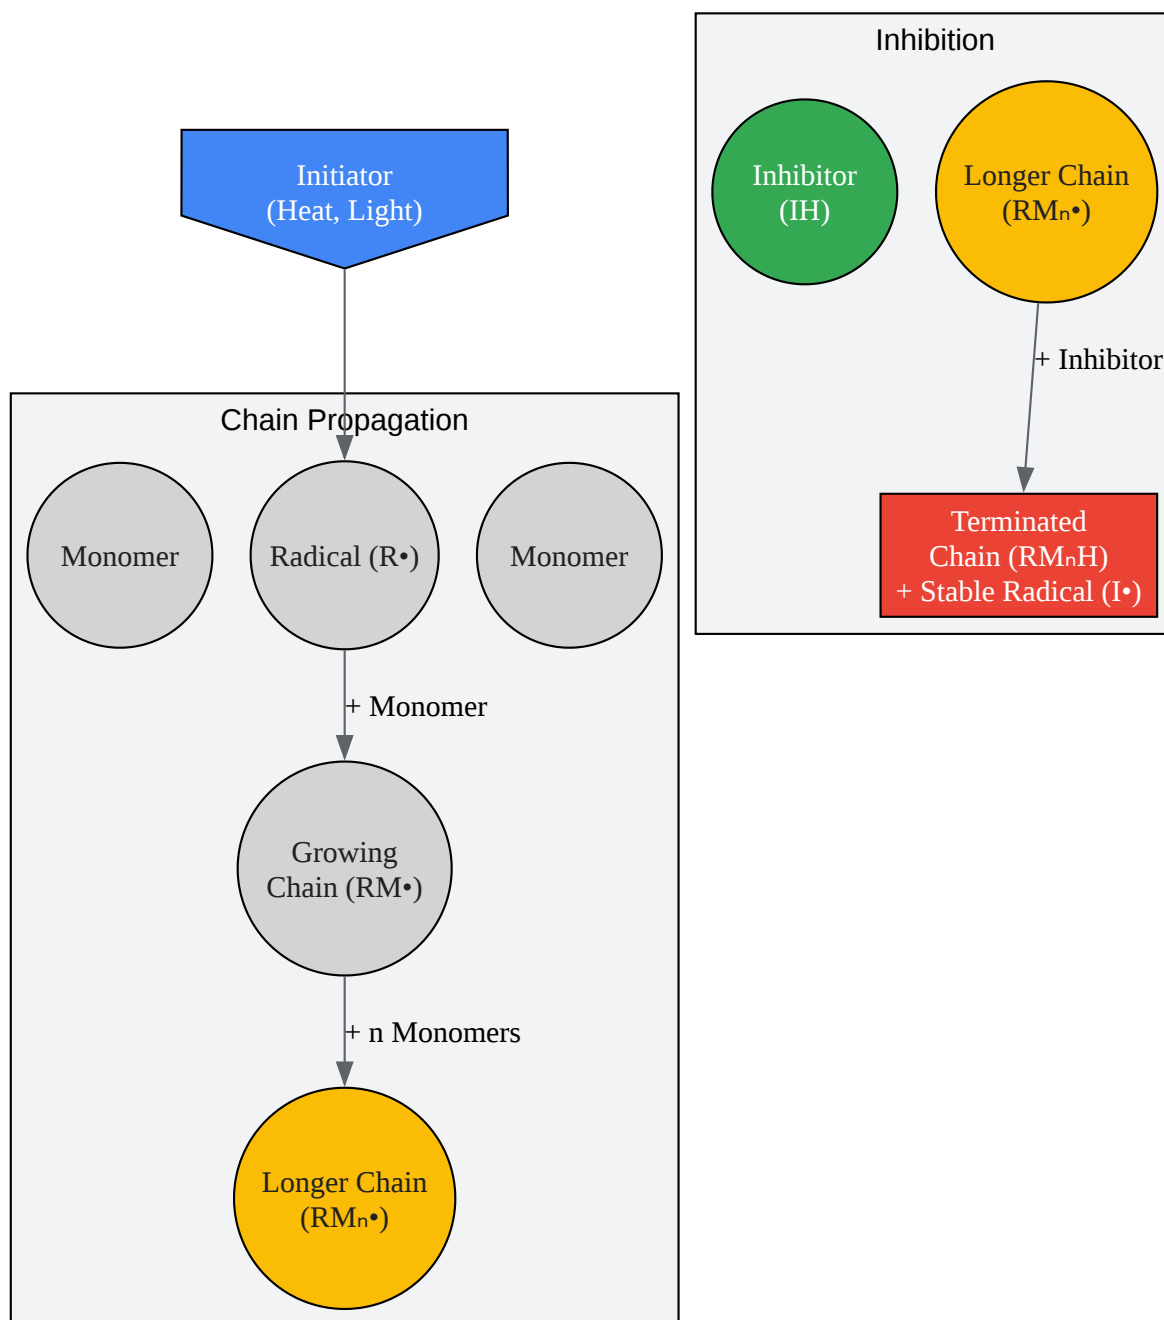 Inhibition
Inhibitor
(IH)
Longer Chain
(RMₙ•)
+ Inhibitor
Terminated
Chain (RMₙH)
+ Stable Radical (I•)
Initiator
(Heat, Light)
Chain Propagation
Monomer
Radical (R•)
Monomer
+ Monomer
Growing
Chain (RM•)
+ n Monomers
Longer Chain
(RMₙ•)